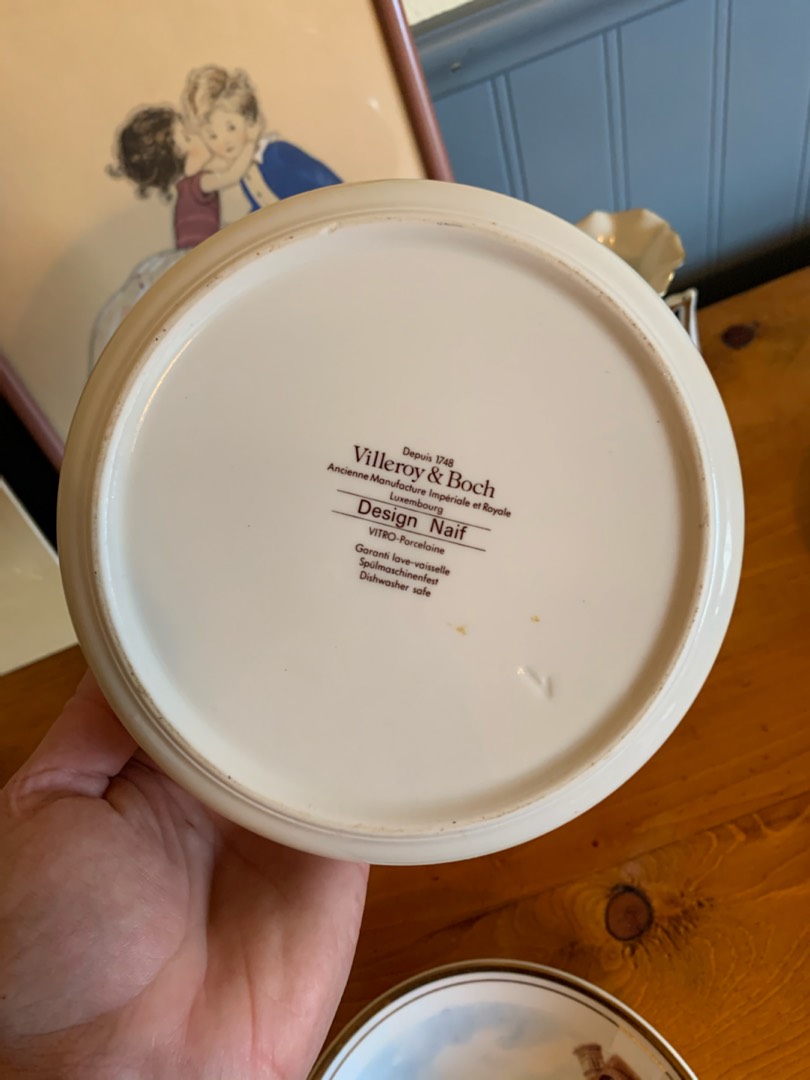 Depuis 1748
Villeroy & Boch
Ancienne Manufacture Impériale et Royale
Luxembourg
Design Naif
VITRO-Porcelaine
Garanti lave-vaisselle
Spülmaschinenfest
Dishwasher safe
V